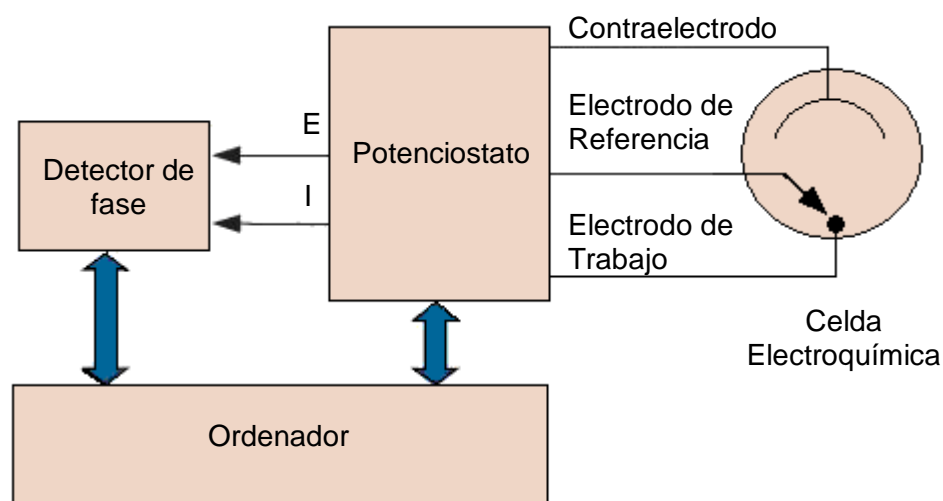 Contraelectrodo
Electrodo de
Referencia
E
Potenciostato
Detector de
fase
I
Electrodo de
Trabajo
Celda
Electroquímica
Ordenador